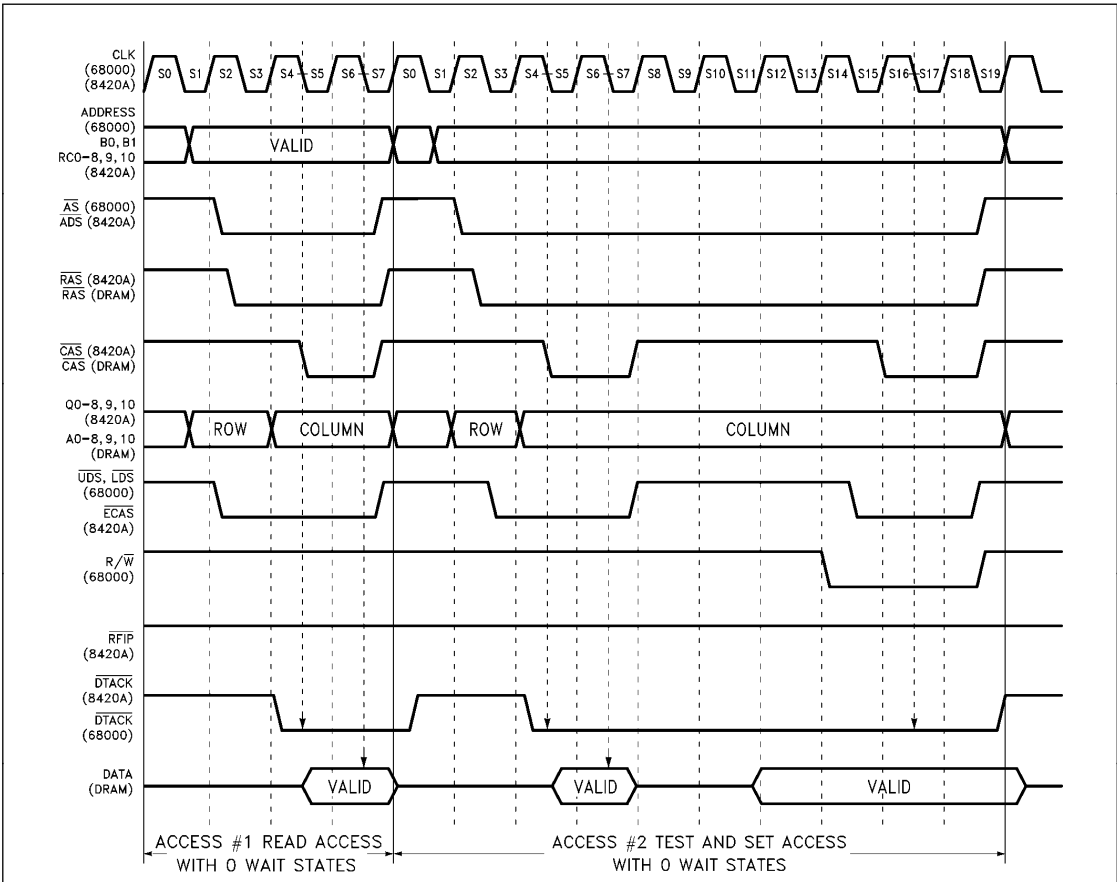 CLK
(68000)
(8420A)
S0 S1 S2 S3 S4 S5 S6 S7 S0 S1 S2 S3 S4 S5 S6 S7 S8 S9 S10 S11 S12 S13 S14 S15 S16 S17 S18 S19
ADDRESS
(68000)
B0, B1
RC0-8, 9, 10
(8420A)
VALID
AS (68000)
ADS (8420A)
RAS (8420A)
RAS (DRAM)
CAS (8420A)
CAS (DRAM)
Q0-8, 9, 10
(8420A)
A0-8, 9, 10
(DRAM)
ROW COLUMN ROW COLUMN
UDS, LDS
(68000)
ECAS
(8420A)
R/W
(68000)
RFIP
(8420A)
DTACK
(8420A)
DTACK
(68000)
DATA
(DRAM)
VALID VALID VALID
ACCESS #1 READ ACCESS
WITH 0 WAIT STATES
ACCESS #2 TEST AND SET ACCESS
WITH 0 WAIT STATES